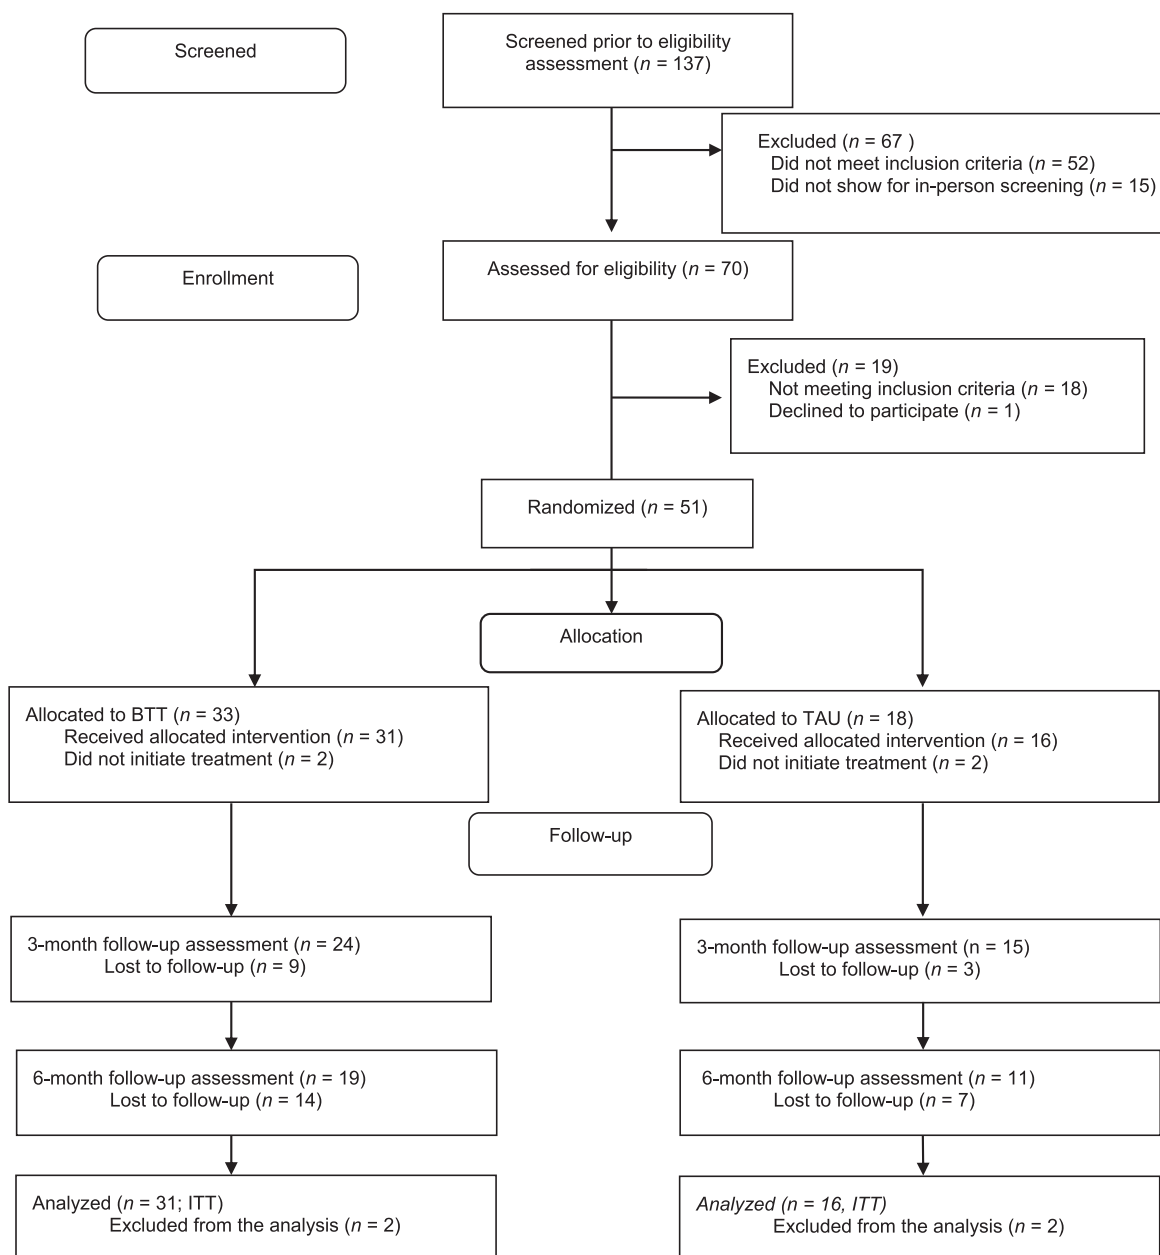 Screened
Screened prior to eligibility
assessment (n = 137)
Excluded (n = 67 )
Did not meet inclusion criteria (n = 52)
Did not show for in-person screening (n = 15)
Enrollment
Assessed for eligibility (n = 70)
Excluded (n = 19)
Not meeting inclusion criteria (n = 18)
Declined to participate (n = 1)
Randomized (n = 51)
Allocation
Allocated to BTT (n = 33)
Received allocated intervention (n = 31)
Did not initiate treatment (n = 2)
Allocated to TAU (n = 18)
Received allocated intervention (n = 16)
Did not initiate treatment (n = 2)
Follow-up
3-month follow-up assessment (n = 24)
Lost to follow-up (n = 9)
3-month follow-up assessment (n = 15)
Lost to follow-up (n = 3)
6-month follow-up assessment (n = 19)
Lost to follow-up (n = 14)
6-month follow-up assessment (n = 11)
Lost to follow-up (n = 7)
Analyzed (n = 31; ITT)
Excluded from the analysis (n = 2)
Analyzed (n = 16, ITT)
Excluded from the analysis (n = 2)